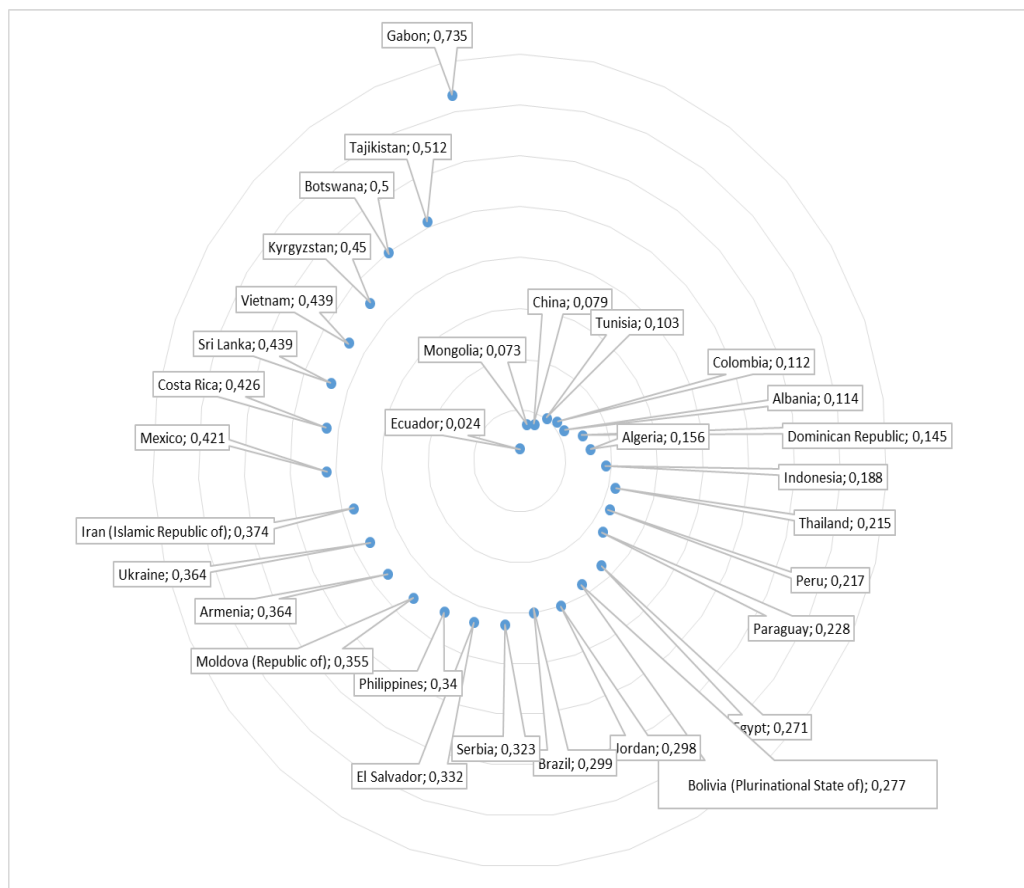 Gabon; 0,735
Tajikistan; 0,512
Botswana; 0,5
Kyrgyzstan; 0,45
Vietnam; 0,439
China; 0,079
Tunisia; 0,103
Sri Lanka; 0,439
Mongolia; 0,073
Colombia; 0,112
Costa Rica; 0,426
Albania; 0,114
Ecuador; 0,024
Mexico; 0,421
Algeria; 0,156
Dominican Republic; 0,145
Indonesia; 0,188
Thailand; 0,215
Iran (Islamic Republic of); 0,374
Ukraine; 0,364
Peru; 0,217
Armenia; 0,364
Paraguay; 0,228
Moldova (Republic of); 0,355
Philippines; 0,34
Egypt; 0,271
Serbia; 0,323
Jordan; 0,298
Brazil; 0,299
El Salvador; 0,332
Bolivia (Plurinational State of); 0,277